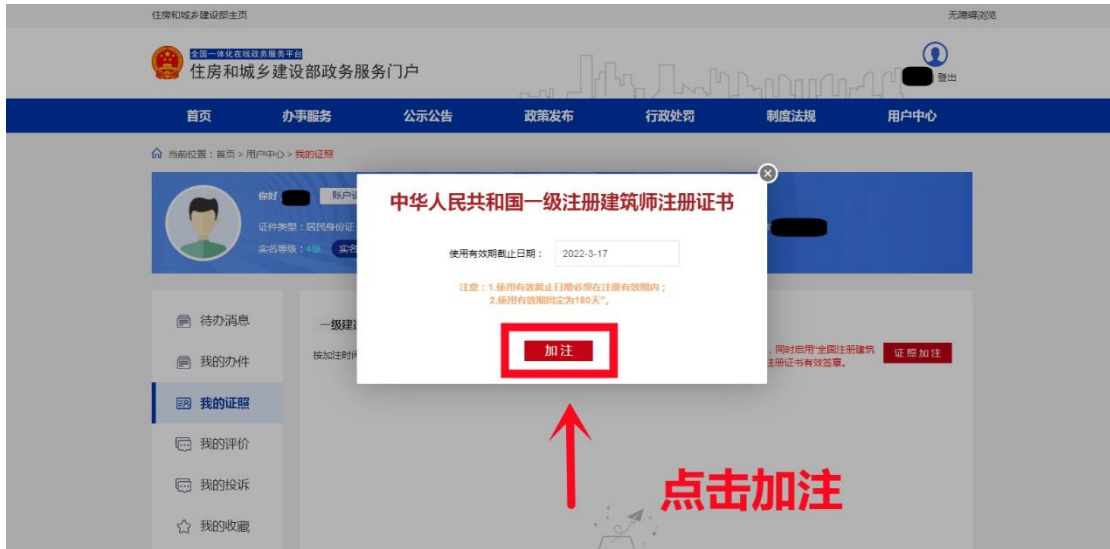 住房和城乡建设部主页
无障碍浏览
全国一体化在线政务服务平台
住房和城乡建设部政务服务门户
登出
首页 办事服务 公示公告 政策发布 行政处罚 制度法规 用户中心
当前位置：首页 > 用户中心 > 我的证照
你好
账户
证件类型：居民身份证
实名等级：4级
实名
中华人民共和国一级注册建筑师注册证书
使用有效期截止日期： 2022-3-17
注意：1.使用有效截止日期必须在注册有效期内；
2.使用有效期固定为180天"。
加注
待办消息
我的办件
我的证照
我的评价
我的投诉
我的收藏
一级建
按加注时间
，同时启用"全国注册建筑
注册证书有效签章。
证照加注
点击加注